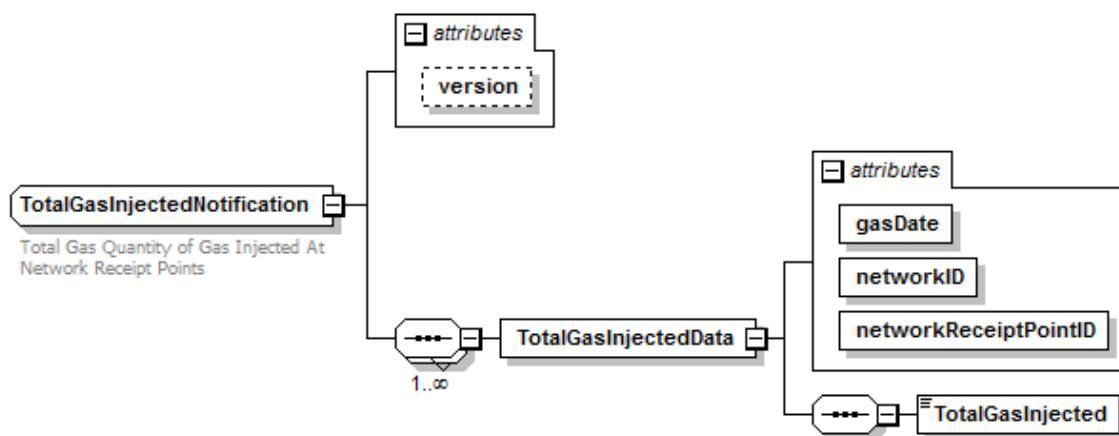 attributes
version
TotalGasInjectedNotification
Total Gas Quantity of Gas Injected At
Network Receipt Points
1..∞
TotalGasInjectedData
attributes
gasDate
networkID
networkReceiptPointID
TotalGasInjected